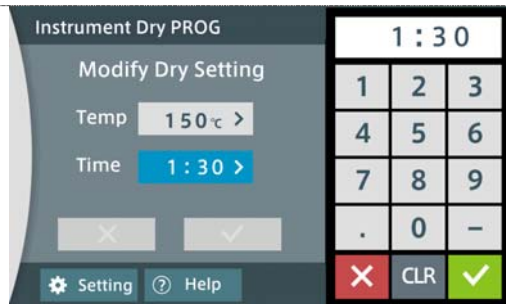 Instrument Dry PROG
Modify Dry Setting
Temp 150℃ >
Time 1:30 >
Setting ? Help
1:30
1 2 3
4 5 6
7 8 9
. 0 -
CLR